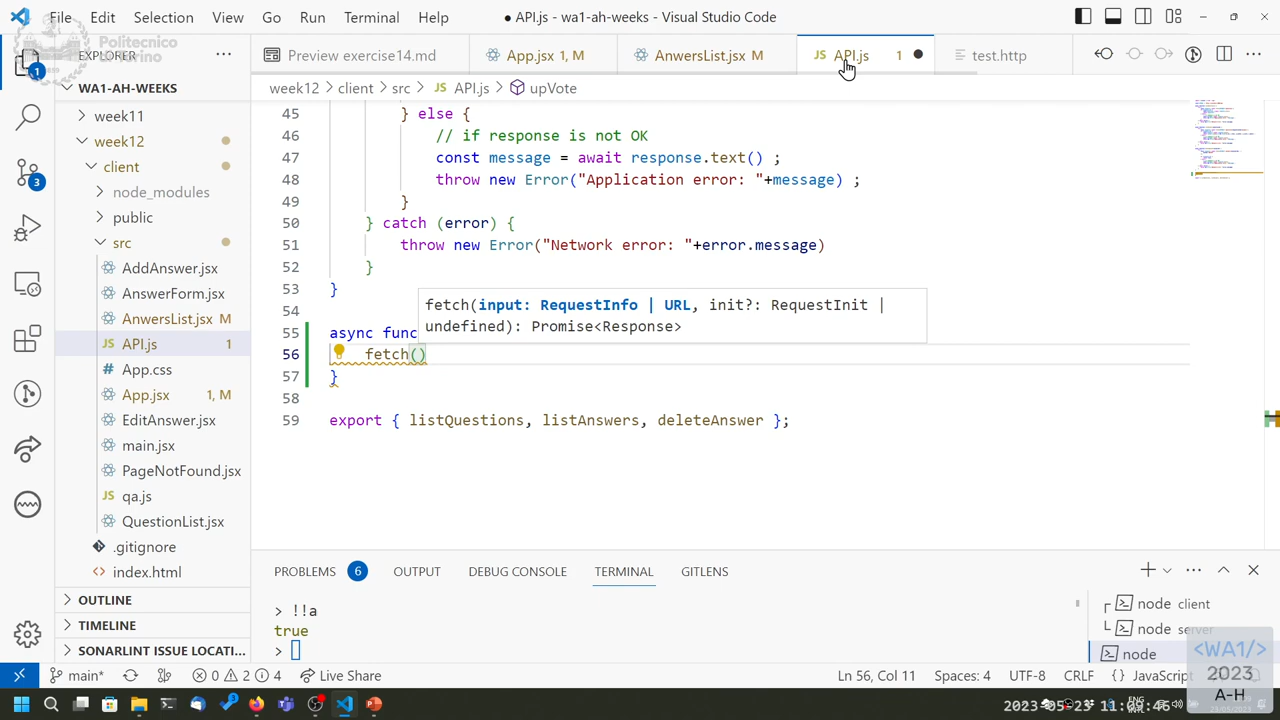 File Edit Selection View Go Run Terminal Help
● API.js - wa1-ah-weeks - Visual Studio Code
Politecnico
EXPLORER
Preview exercise14.md
App.jsx 1, M
AnwersList.jsx M
API.js 1
test.http
WA1-AH-WEEKS
week12 > client > src > API.js > upVote
week11
week12
client
node_modules
public
src
AddAnswer.jsx
AnswerForm.jsx
AnwersList.jsx M
API.js 1
App.css
App.jsx 1, M
EditAnswer.jsx
main.jsx
PageNotFound.jsx
qa.js
QuestionList.jsx
.gitignore
index.html
OUTLINE
TIMELINE
SONARLINT ISSUE LOCATI...
45 } else {
46 // if rensne is not OK
47 const message = await response.text() ;
48 throw new Error("Application error: "+message) ;
49 }
50 } catch (error) {
51 throw new Error("Network error: "+error.message)
52 }
53 }
54
fetch(input: RequestInfo | URL, init?: RequestInit |
undefined): Promise<Response>
55 async func
56 fetch()
57 }
58
59 export { listQuestions, listAnswers, deleteAnswer };
PROBLEMS 6 OUTPUT DEBUG CONSOLE TERMINAL GITLENS
> !!a
true
>
node client
node server
node
<WA1/>
2023
A-H
main* 0 2 4 Live Share
Ln 56, Col 11 Spaces: 4 UTF-8 CRLF {} JavaScript
ENG